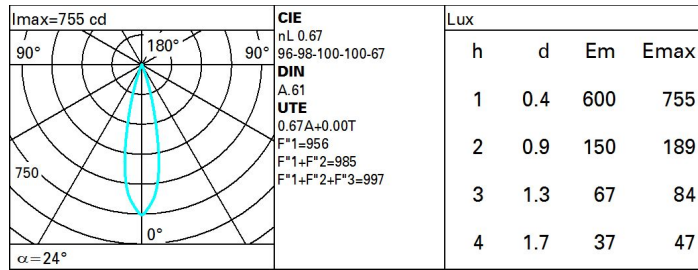 Imax=755 cd
90° 180° 90°
750
0°
α=24°
CIE
nL 0.67
96-98-100-100-67
DIN
A.61
UTE
0.67A+0.00T
F"1=956
F"1+F"2=985
F"1+F"2+F"3=997
Lux
h d Em Emax
1 0.4 600 755
2 0.9 150 189
3 1.3 67 84
4 1.7 37 47